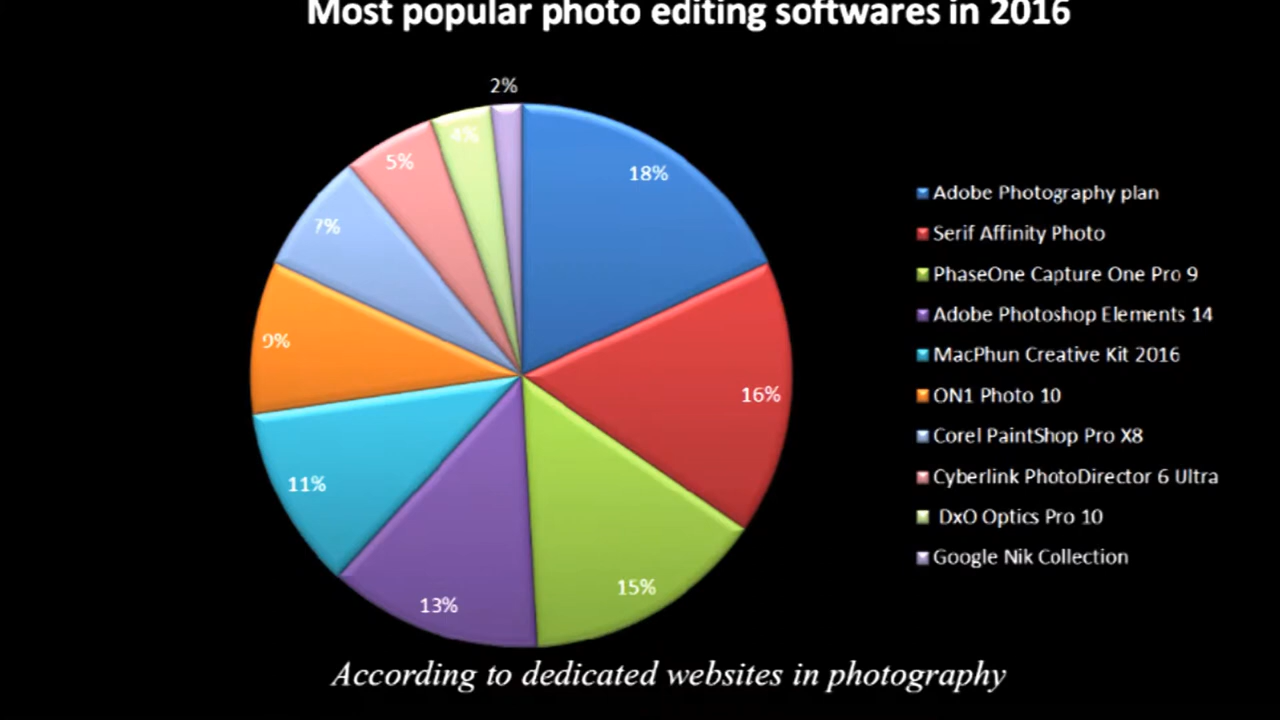 Most popular photo editing softwares in 2016
2%
4%
5%
18%
7%
9%
16%
11%
15%
13%
Adobe Photography plan
Serif Affinity Photo
PhaseOne Capture One Pro 9
Adobe Photoshop Elements 14
MacPhun Creative Kit 2016
ON1 Photo 10
Corel PaintShop Pro X8
Cyberlink PhotoDirector 6 Ultra
DxO Optics Pro 10
Google Nik Collection
According to dedicated websites in photography